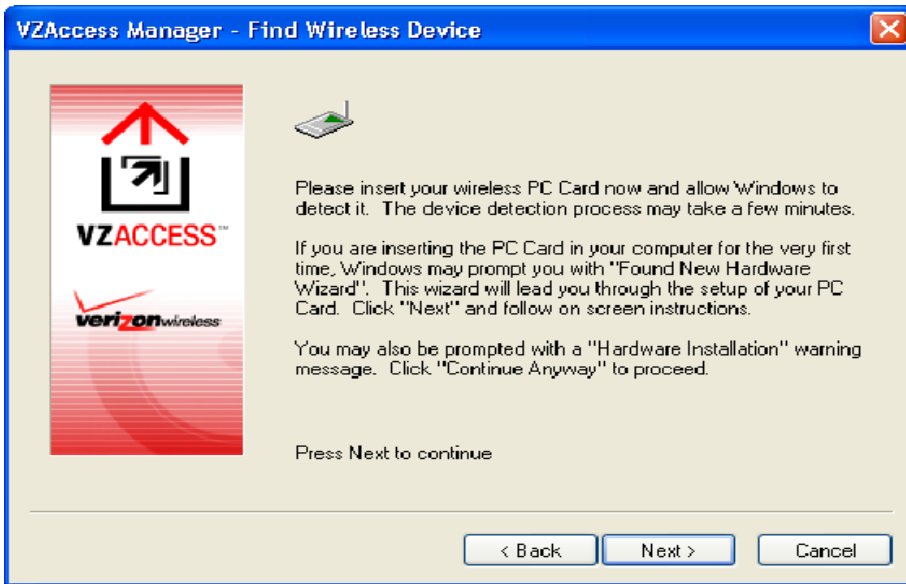 VZAccess Manager - Find Wireless Device
VZACCESS™
verizonwireless
Please insert your wireless PC Card now and allow Windows to
detect it. The device detection process may take a few minutes.
If you are inserting the PC Card in your computer for the very first
time, Windows may prompt you with "Found New Hardware
Wizard". This wizard will lead you through the setup of your PC
Card. Click "Next" and follow on screen instructions.
You may also be prompted with a "Hardware Installation" warning
message. Click "Continue Anyway" to proceed.
Press Next to continue
< Back
Next >
Cancel